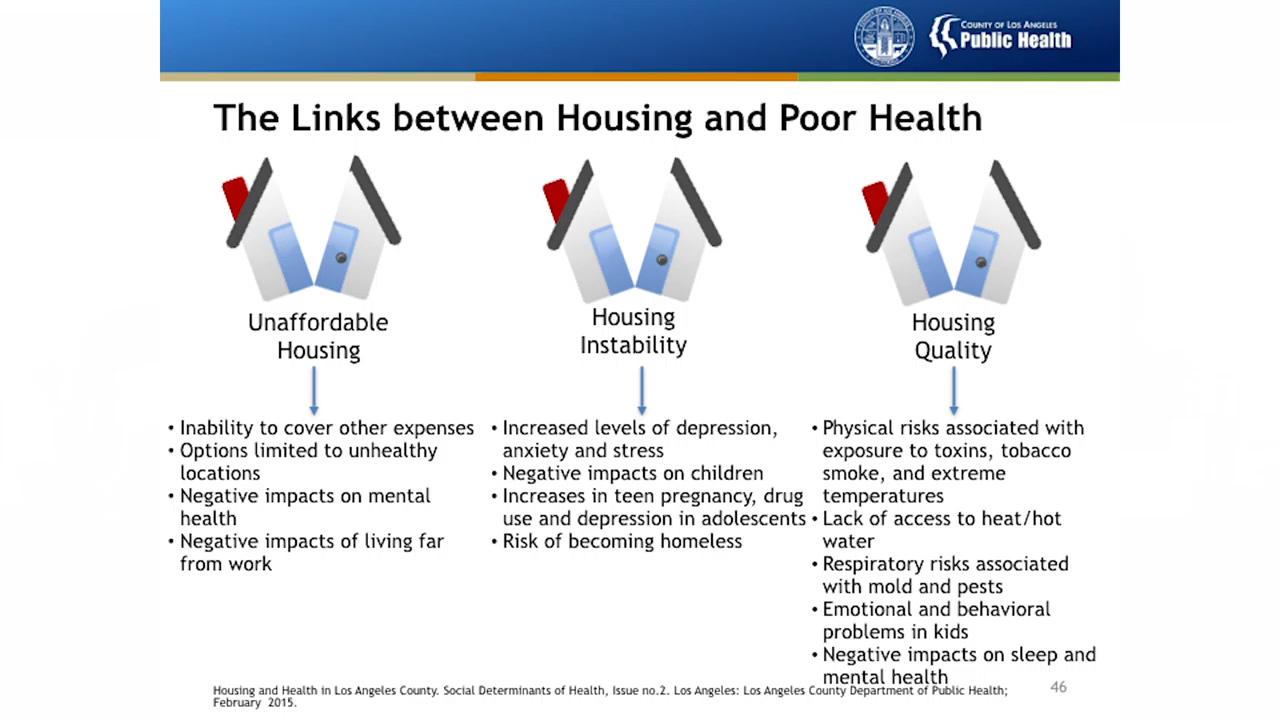 COUNTY OF LOS ANGELES
Public Health
The Links between Housing and Poor Health
Unaffordable
Housing
• Inability to cover other expenses
• Options limited to unhealthy
locations
• Negative impacts on mental
health
• Negative impacts of living far
from work
Housing
Instability
• Increased levels of depression,
anxiety and stress
• Negative impacts on children
• Increases in teen pregnancy, drug
use and depression in adolescents
• Risk of becoming homeless
Housing
Quality
• Physical risks associated with
exposure to toxins, tobacco
smoke, and extreme
temperatures
• Lack of access to heat/hot
water
• Respiratory risks associated
with mold and pests
• Emotional and behavioral
problems in kids
• Negative impacts on sleep and
mental health
Housing and Health in Los Angeles County. Social Determinants of Health, Issue no.2. Los Angeles: Los Angeles County Department of Public Health;
February 2015.
46